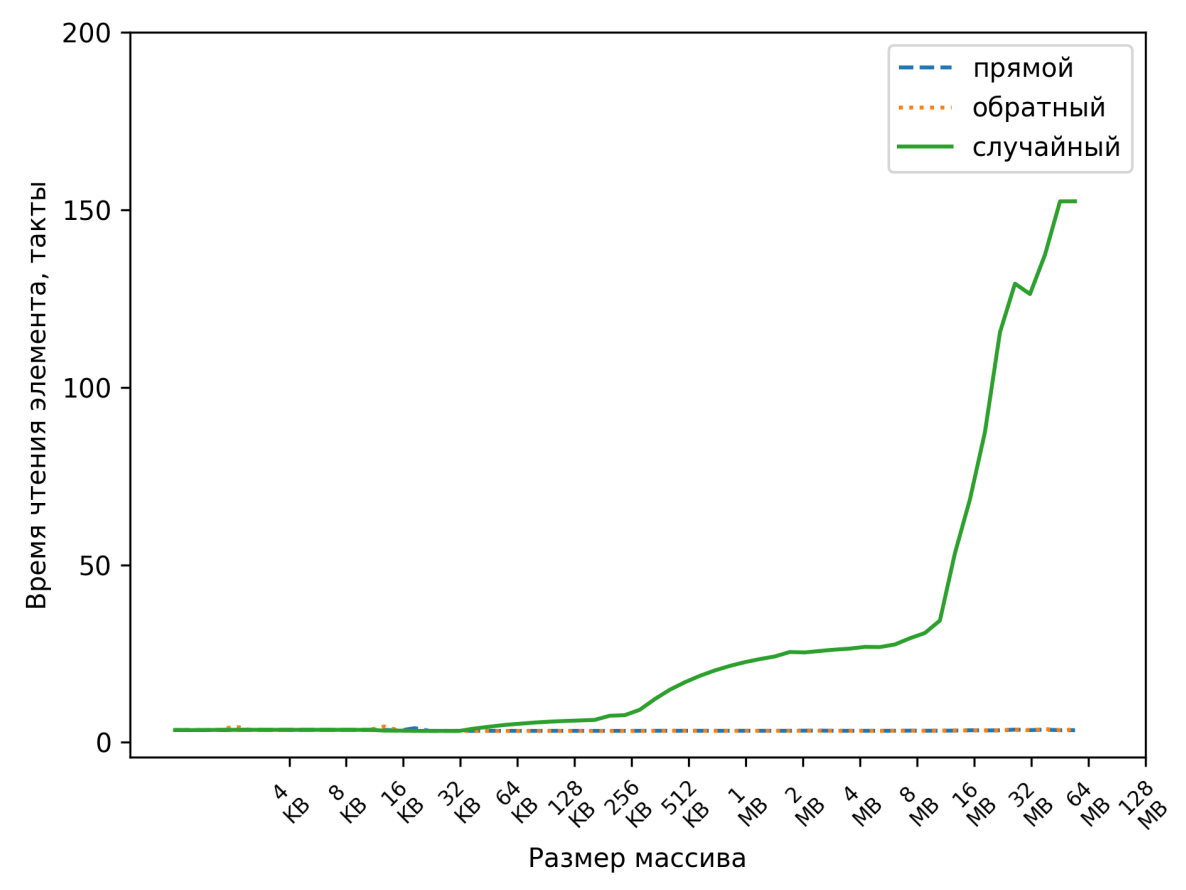 200
150
100
50
0
Время чтения элемента, такты
прямой
обратный
случайный
4
KB
8
KB
16
KB
32
KB
64
KB
128
KB
256
KB
512
KB
1
MB
2
MB
4
MB
8
MB
16
MB
32
MB
64
MB
128
MB
Размер массива